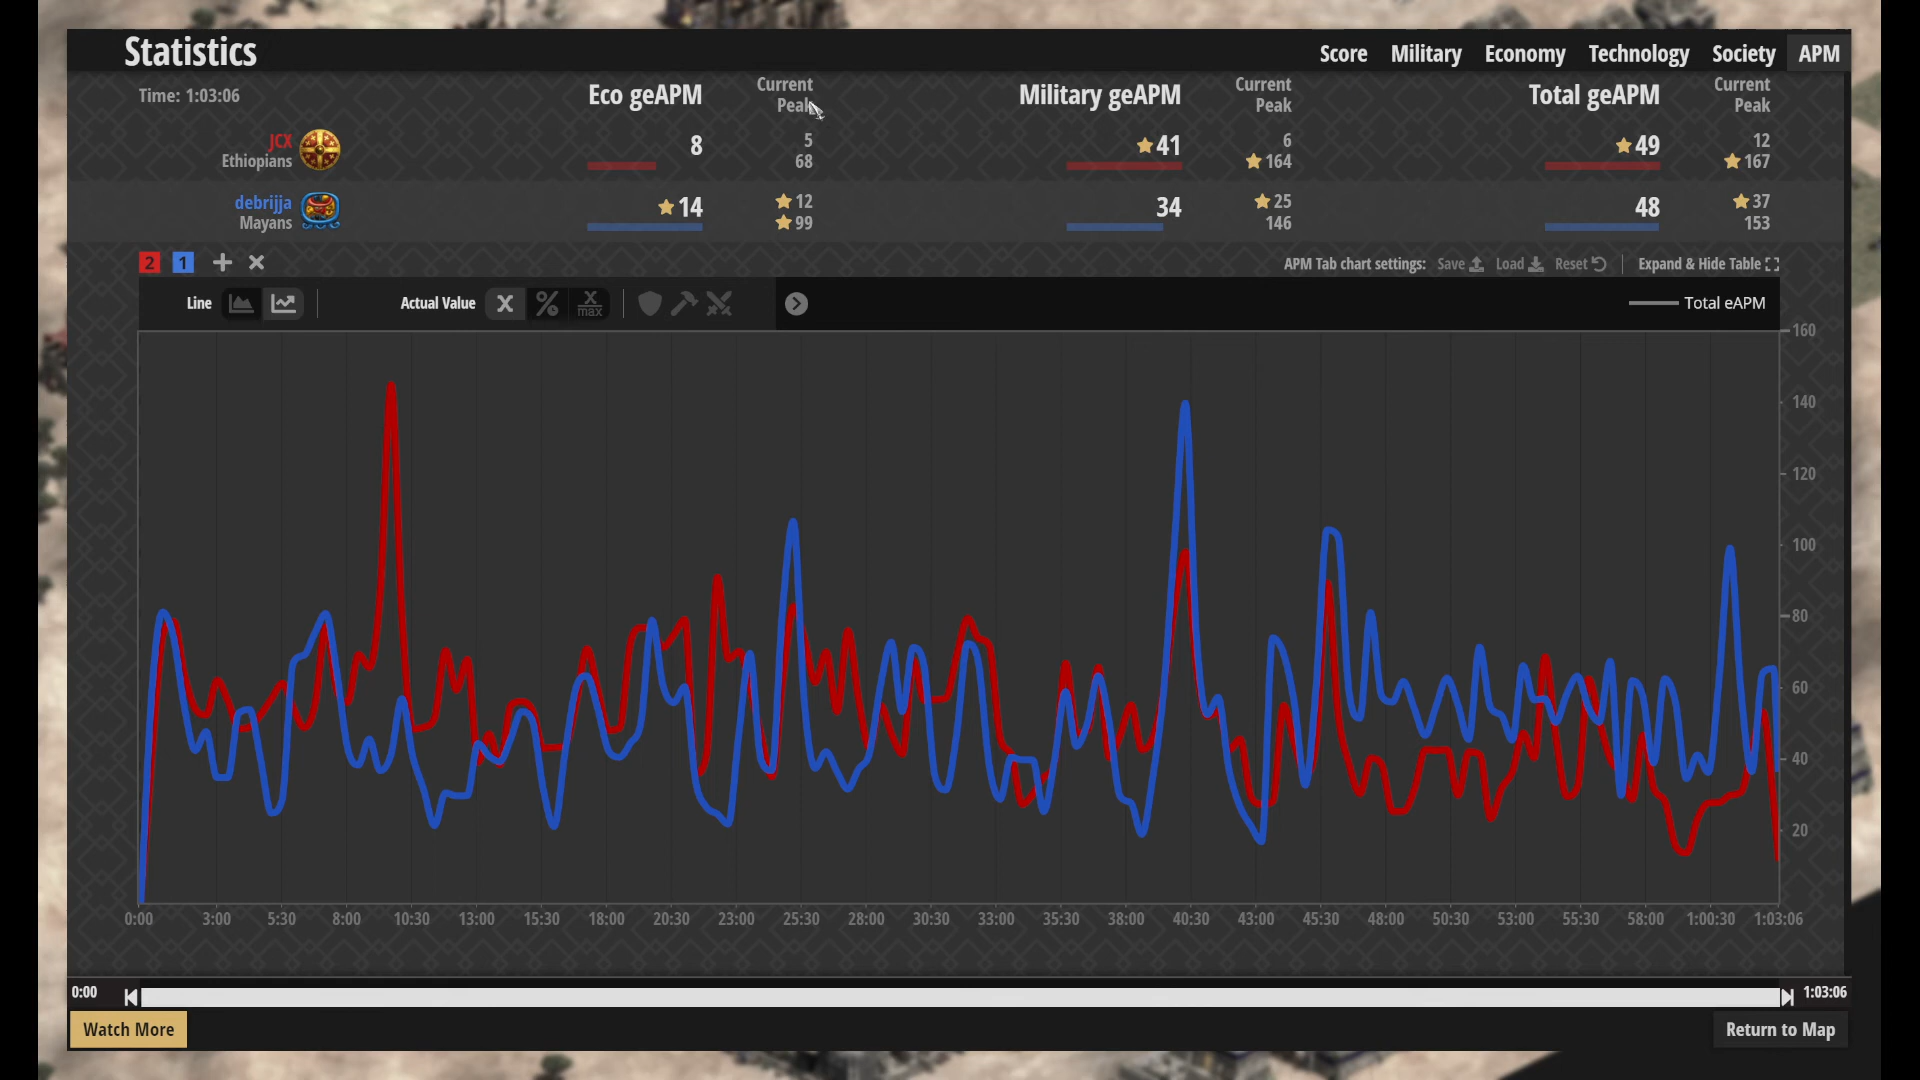 Statistics
Score Military Economy Technology Society APM
Time: 1:03:06
Eco geAPM Current Peak Military geAPM Current Peak Total geAPM Current Peak
JCX Ethiopians 8 5 68 41 6 164 49 12 167
debrijja Mayans 14 12 99 34 25 146 48 37 153
2 1 APM Tab chart settings: Save Load Reset Expand & Hide Table
Line Actual Value X % X max Total eAPM
160
140
120
100
80
60
40
20
0:00 3:00 5:30 8:00 10:30 13:00 15:30 18:00 20:30 23:00 25:30 28:00 30:30 33:00 35:30 38:00 40:30 43:00 45:30 48:00 50:30 53:00 55:30 58:00 1:00:30 1:03:06
0:00 1:03:06
Watch More Return to Map